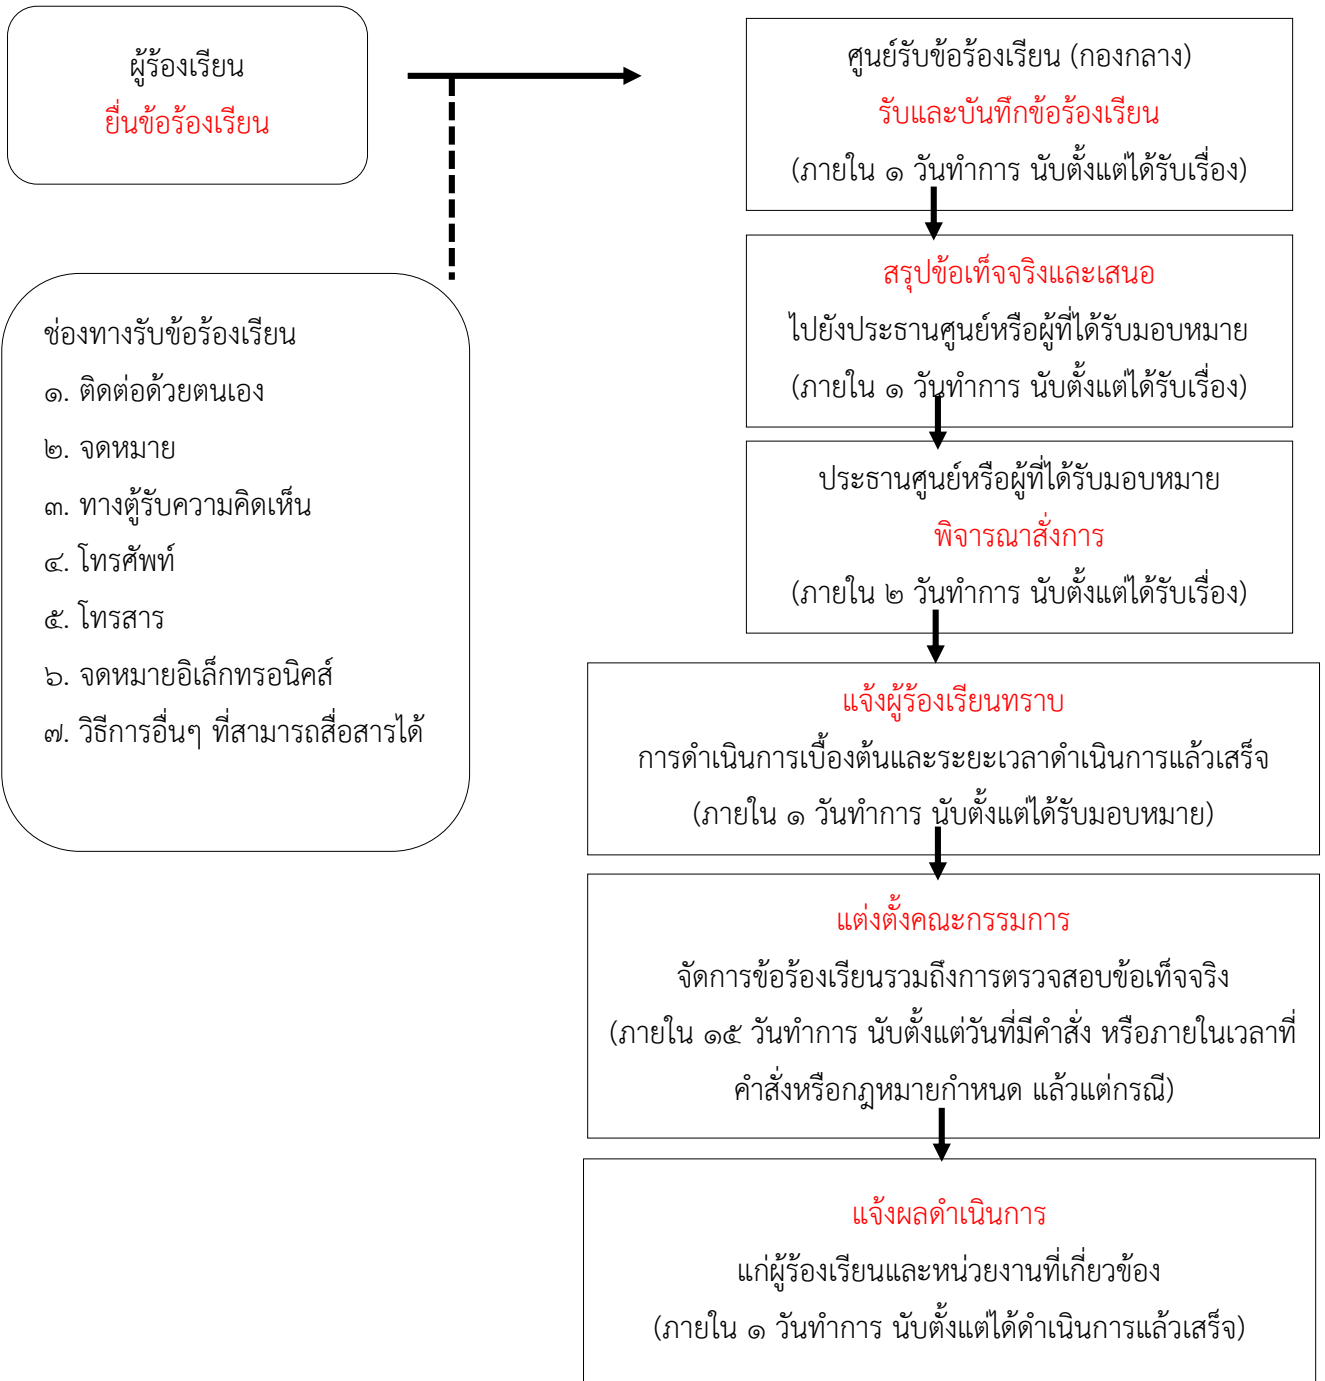 ผู้ร้องเรียน
ยื่นข้อร้องเรียน
ศูนย์รับข้อร้องเรียน (กองกลาง)
รับและบันทึกข้อร้องเรียน
(ภายใน ๑ วันทำการ นับตั้งแต่ได้รับเรื่อง)
สรุปข้อเท็จจริงและเสนอ
ไปยังประธานศูนย์หรือผู้ที่ได้รับมอบหมาย
(ภายใน ๑ วันทำการ นับตั้งแต่ได้รับเรื่อง)
ช่องทางรับข้อร้องเรียน
๑. ติดต่อด้วยตนเอง
๒. จดหมาย
๓. ทางตู้รับความคิดเห็น
๔. โทรศัพท์
๕. โทรสาร
๖. จดหมายอิเล็กทรอนิคส์
๗. วิธีการอื่นๆ ที่สามารถสื่อสารได้
ประธานศูนย์หรือผู้ที่ได้รับมอบหมาย
พิจารณาสั่งการ
(ภายใน ๒ วันทำการ นับตั้งแต่ได้รับเรื่อง)
แจ้งผู้ร้องเรียนทราบ
การดำเนินการเบื้องต้นและระยะเวลาดำเนินการแล้วเสร็จ
(ภายใน ๑ วันทำการ นับตั้งแต่ได้รับมอบหมาย)
แต่งตั้งคณะกรรมการ
จัดการข้อร้องเรียนรวมถึงการตรวจสอบข้อเท็จจริง
(ภายใน ๑๕ วันทำการ นับตั้งแต่วันที่มีคำสั่ง หรือภายในเวลาที่
คำสั่งหรือกฎหมายกำหนด แล้วแต่กรณี)
แจ้งผลดำเนินการ
แก่ผู้ร้องเรียนและหน่วยงานที่เกี่ยวข้อง
(ภายใน ๑ วันทำการ นับตั้งแต่ได้ดำเนินการแล้วเสร็จ)